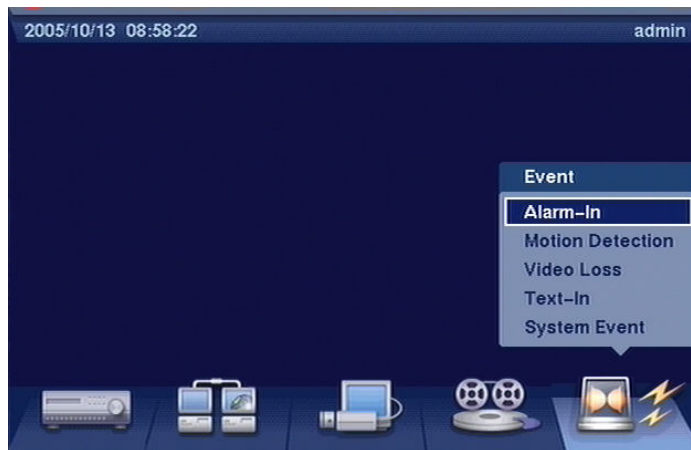 2005/10/13 08:58:22 admin
Event
Alarm-In
Motion Detection
Video Loss
Text-In
System Event